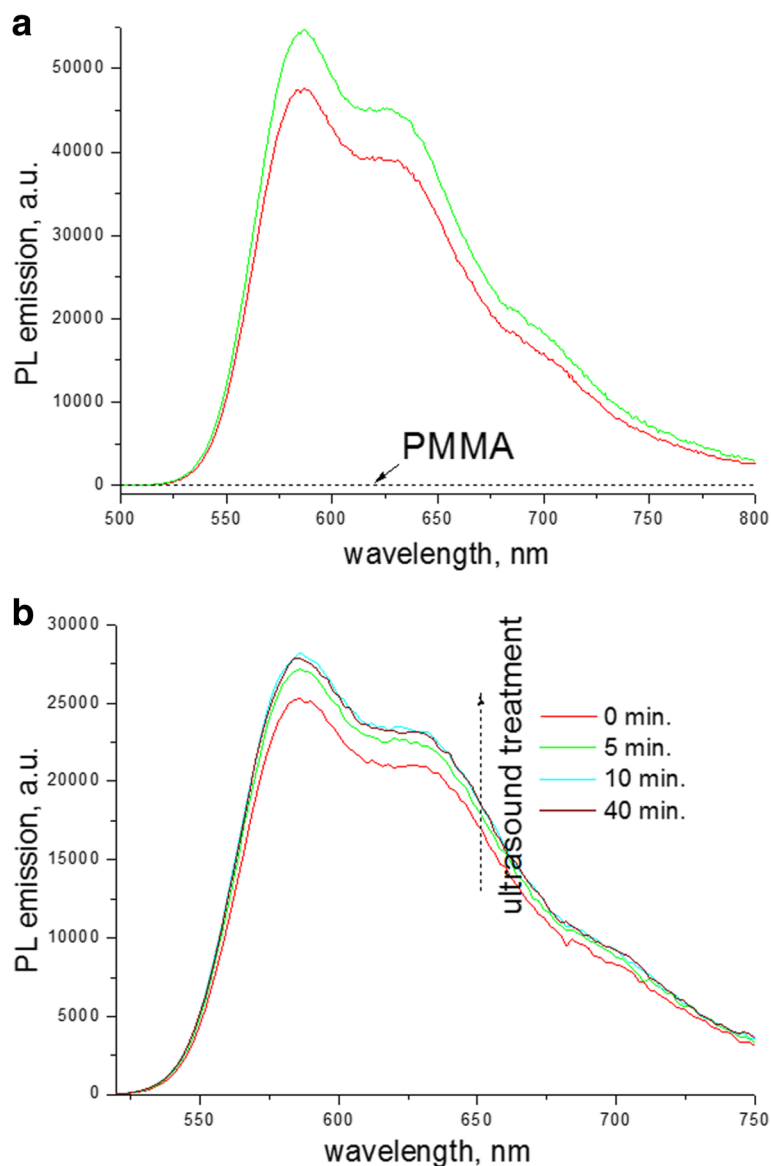 a
50000
40000
30000
20000
10000
0
PL emission, a.u.
PMMA
500 550 600 650 700 750 800
wavelength, nm
b
30000
25000
20000
15000
10000
5000
0
PL emission, a.u.
ultrasound treatment
0 min.
5 min.
10 min.
40 min.
550 600 650 700 750
wavelength, nm